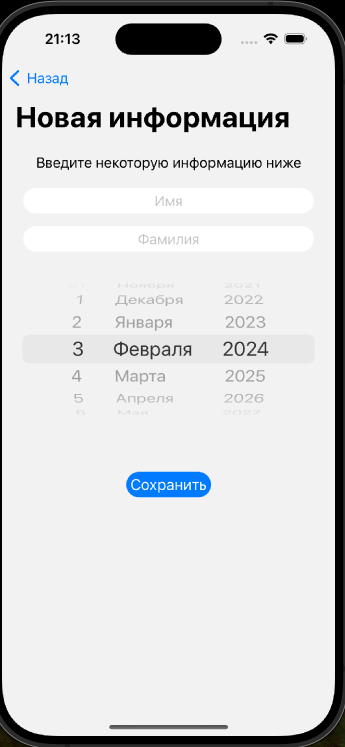 21:13
Назад
Новая информация
Введите некоторую информацию ниже
Имя
Фамилия
Ноября 2021
1 Декабря 2022
2 Января 2023
3 Февраля 2024
4 Марта 2025
5 Апреля 2026
6 Мая 2027
Сохранить